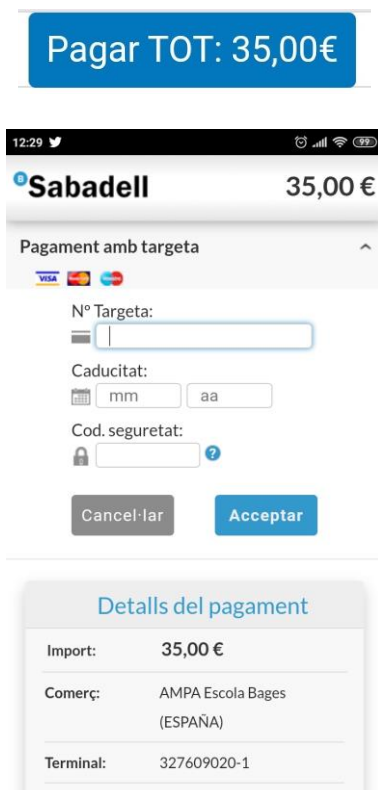 Pagar TOT: 35,00€
12:29 99
Sabadell 35,00 €
Pagament amb targeta
VISA
Nº Targeta:
Caducitat:
mm aa
Cod. seguretat:
?
Cancel·lar Acceptar
Detalls del pagament
Import: 35,00 €
Comerç: AMPA Escola Bages
(ESPAÑA)
Terminal: 327609020-1